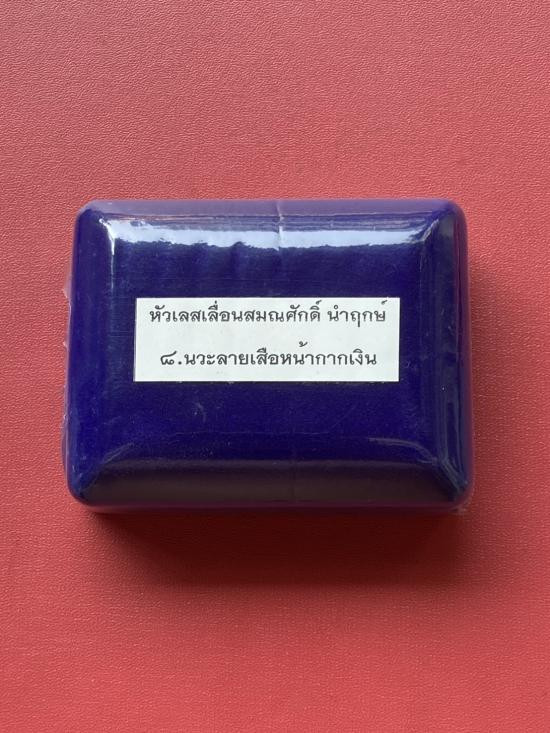 หัวเลสเลื่อนสมณศักดิ์ นำฤกษ์
๘.นวะลายเสือหน้ากากเงิน